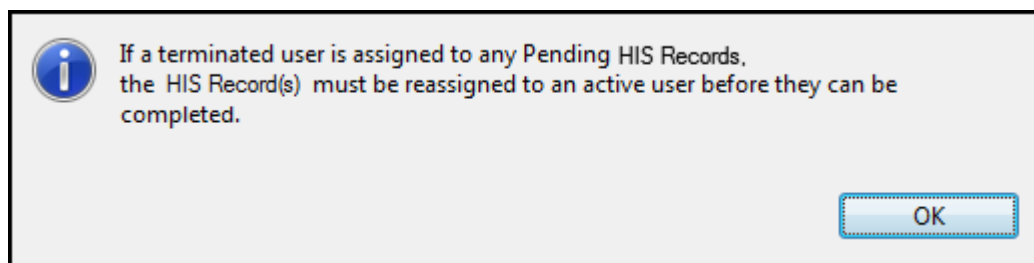 If a terminated user is assigned to any Pending HIS Records,
the HIS Record(s) must be reassigned to an active user before they can be
completed.
OK